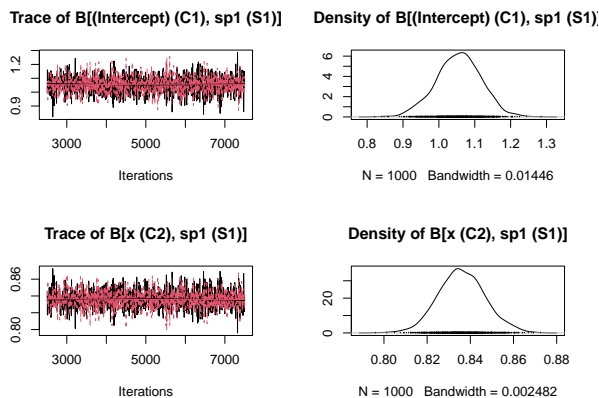 Trace of B[(Intercept) (C1), sp1 (S1)]
0.9 1.2
3000 5000 7000
Iterations
Density of B[(Intercept) (C1), sp1 (S1)]
0 2 4 6
0.8 0.9 1.0 1.1 1.2 1.3
N = 1000 Bandwidth = 0.01446
Trace of B[x (C2), sp1 (S1)]
0.80 0.86
3000 5000 7000
Iterations
Density of B[x (C2), sp1 (S1)]
0 20
0.80 0.82 0.84 0.86 0.88
N = 1000 Bandwidth = 0.002482